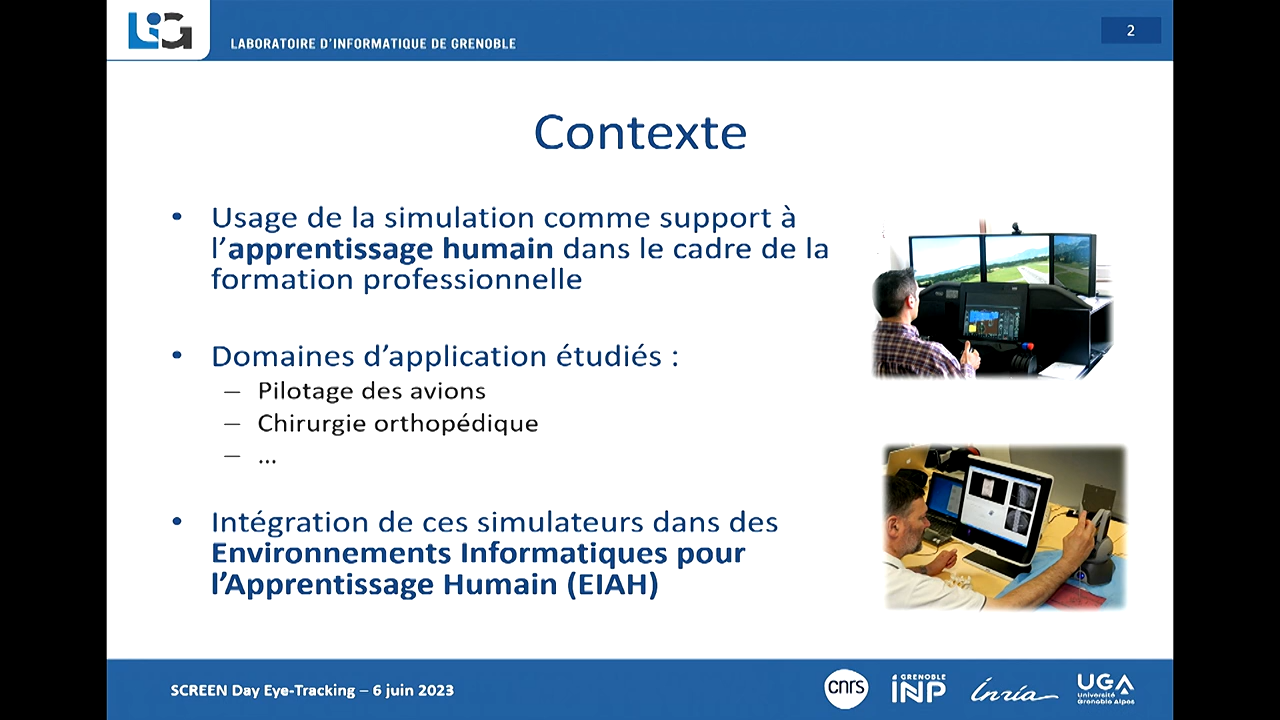 LIG
LABORATOIRE D'INFORMATIQUE DE GRENOBLE
2
Contexte
• Usage de la simulation comme support à
l'apprentissage humain dans le cadre de la
formation professionnelle
• Domaines d'application étudiés :
– Pilotage des avions
– Chirurgie orthopédique
– ...
• Intégration de ces simulateurs dans des
Environnements Informatiques pour
l'Apprentissage Humain (EIAH)
SCREEN Day Eye-Tracking – 6 juin 2023
cnrs
GRENOBLE
INP
Inria
UGA
Université
Grenoble Alpes